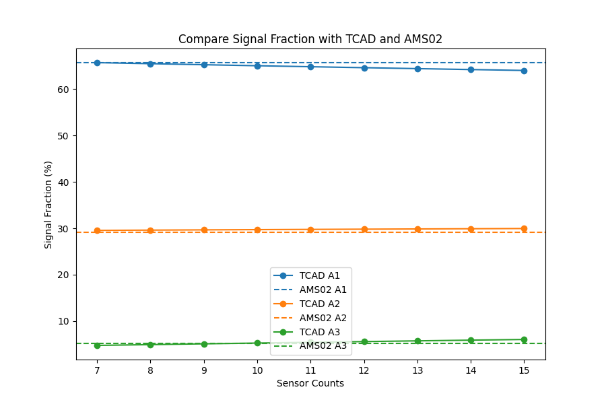 Compare Signal Fraction with TCAD and AMS02
Signal Fraction (%)
60
50
40
30
20
10
TCAD A1
AMS02 A1
TCAD A2
AMS02 A2
TCAD A3
AMS02 A3
7 8 9 10 11 12 13 14 15
Sensor Counts